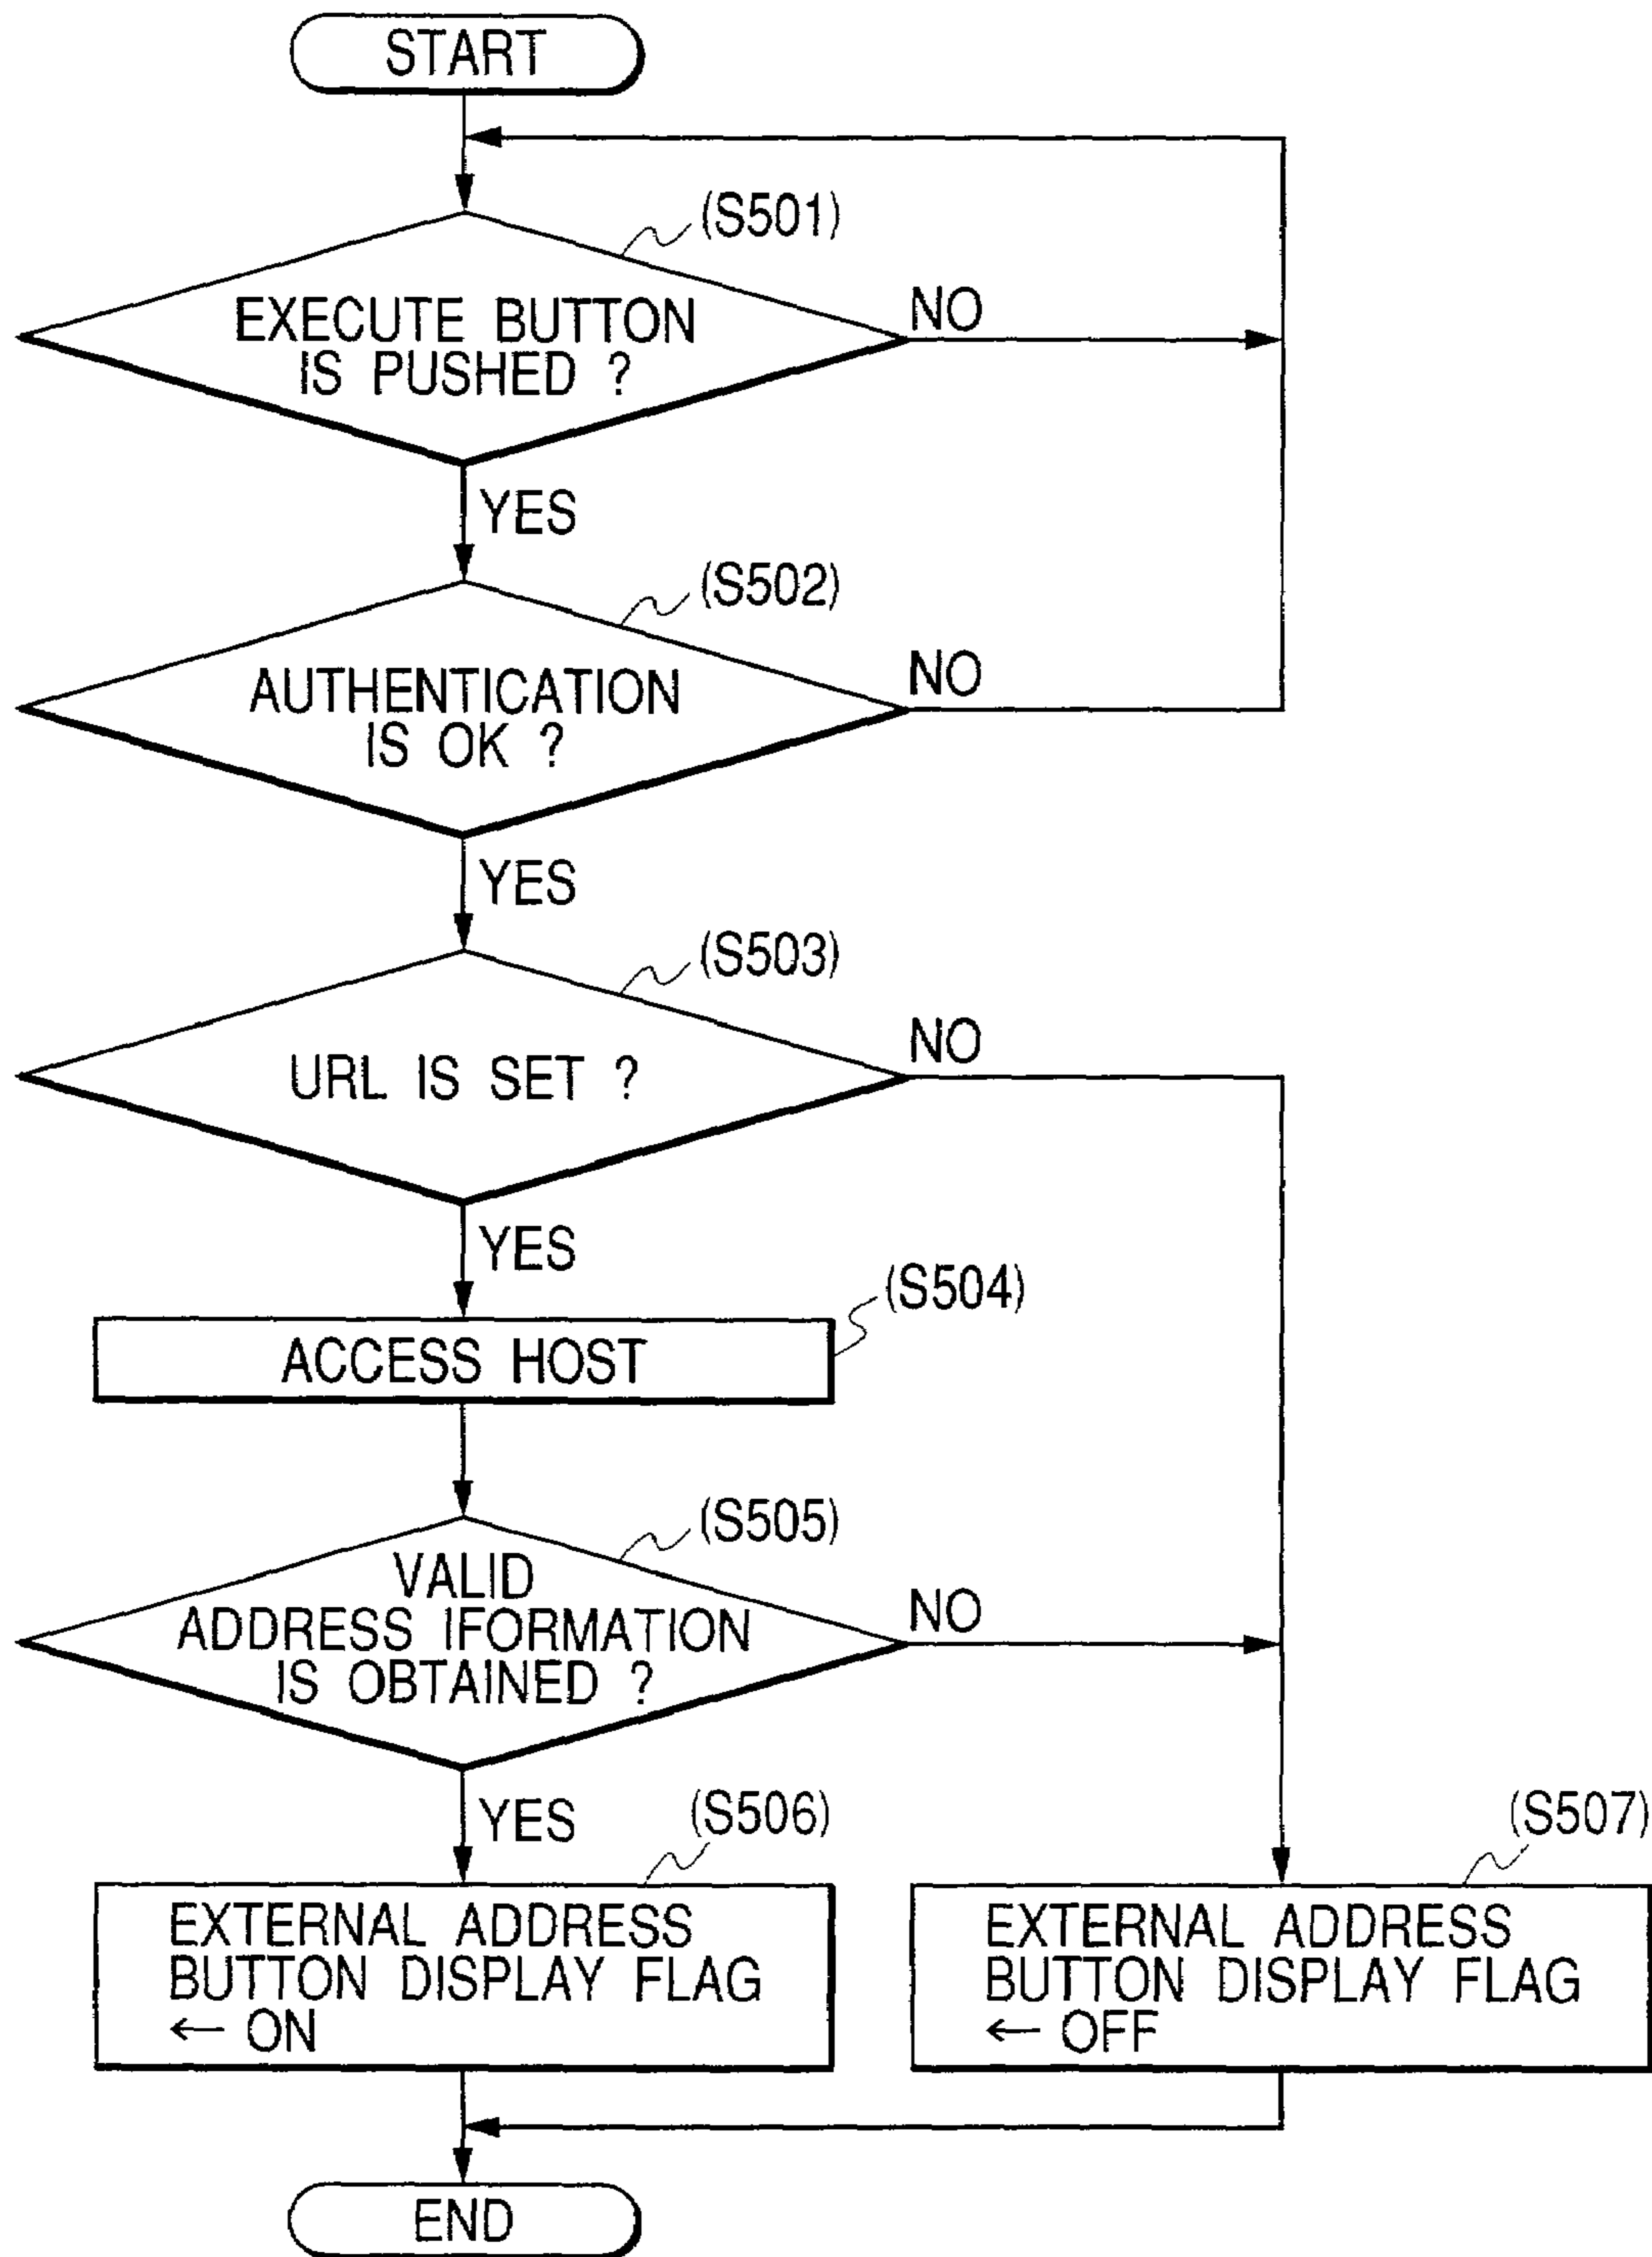 START
(S501)
EXECUTE BUTTON
IS PUSHED ?
NO
YES
(S502)
AUTHENTICATION
IS OK ?
NO
YES
(S503)
URL IS SET ?
NO
YES
(S504)
ACCESS HOST
(S505)
VALID
ADDRESS IFORMATION
IS OBTAINED ?
NO
YES
(S506)
EXTERNAL ADDRESS
BUTTON DISPLAY FLAG
← ON
(S507)
EXTERNAL ADDRESS
BUTTON DISPLAY FLAG
← OFF
END